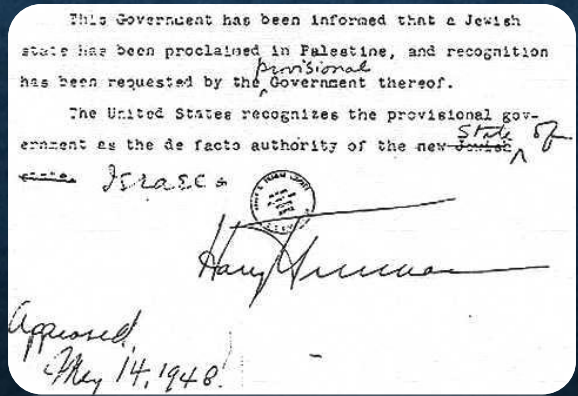 This Government has been informed that a Jewish
state has been proclaimed in Palestine, and recognition
provisional
has been requested by the Government thereof.
The United States recognizes the provisional gov-
State of
ernment as the de facto authority of the new Jewish
state. Israel.
Harry Truman
Approved,
May 14, 1948.